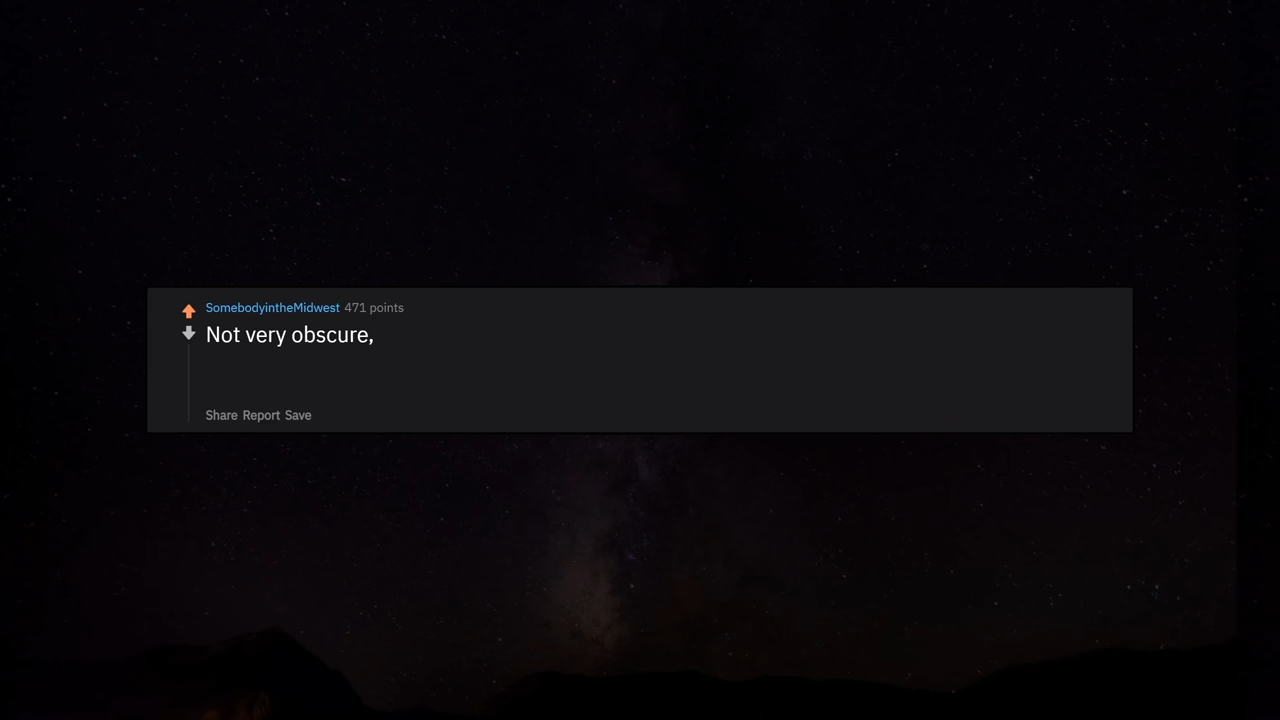 SomebodyintheMidwest 471 points
Not very obscure,
Share Report Save